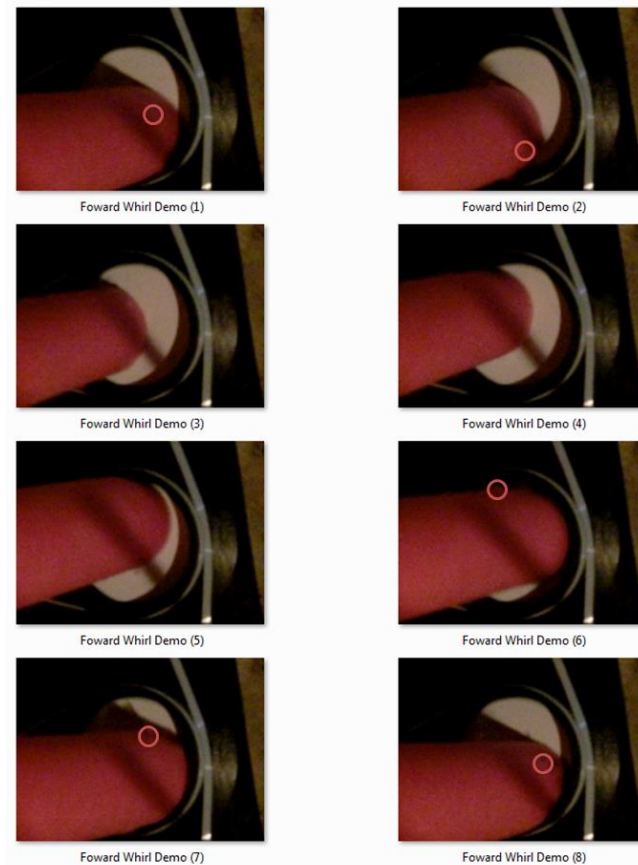 Foward Whirl Demo (1)
Foward Whirl Demo (2)
Foward Whirl Demo (3)
Foward Whirl Demo (4)
Foward Whirl Demo (5)
Foward Whirl Demo (6)
Foward Whirl Demo (7)
Foward Whirl Demo (8)